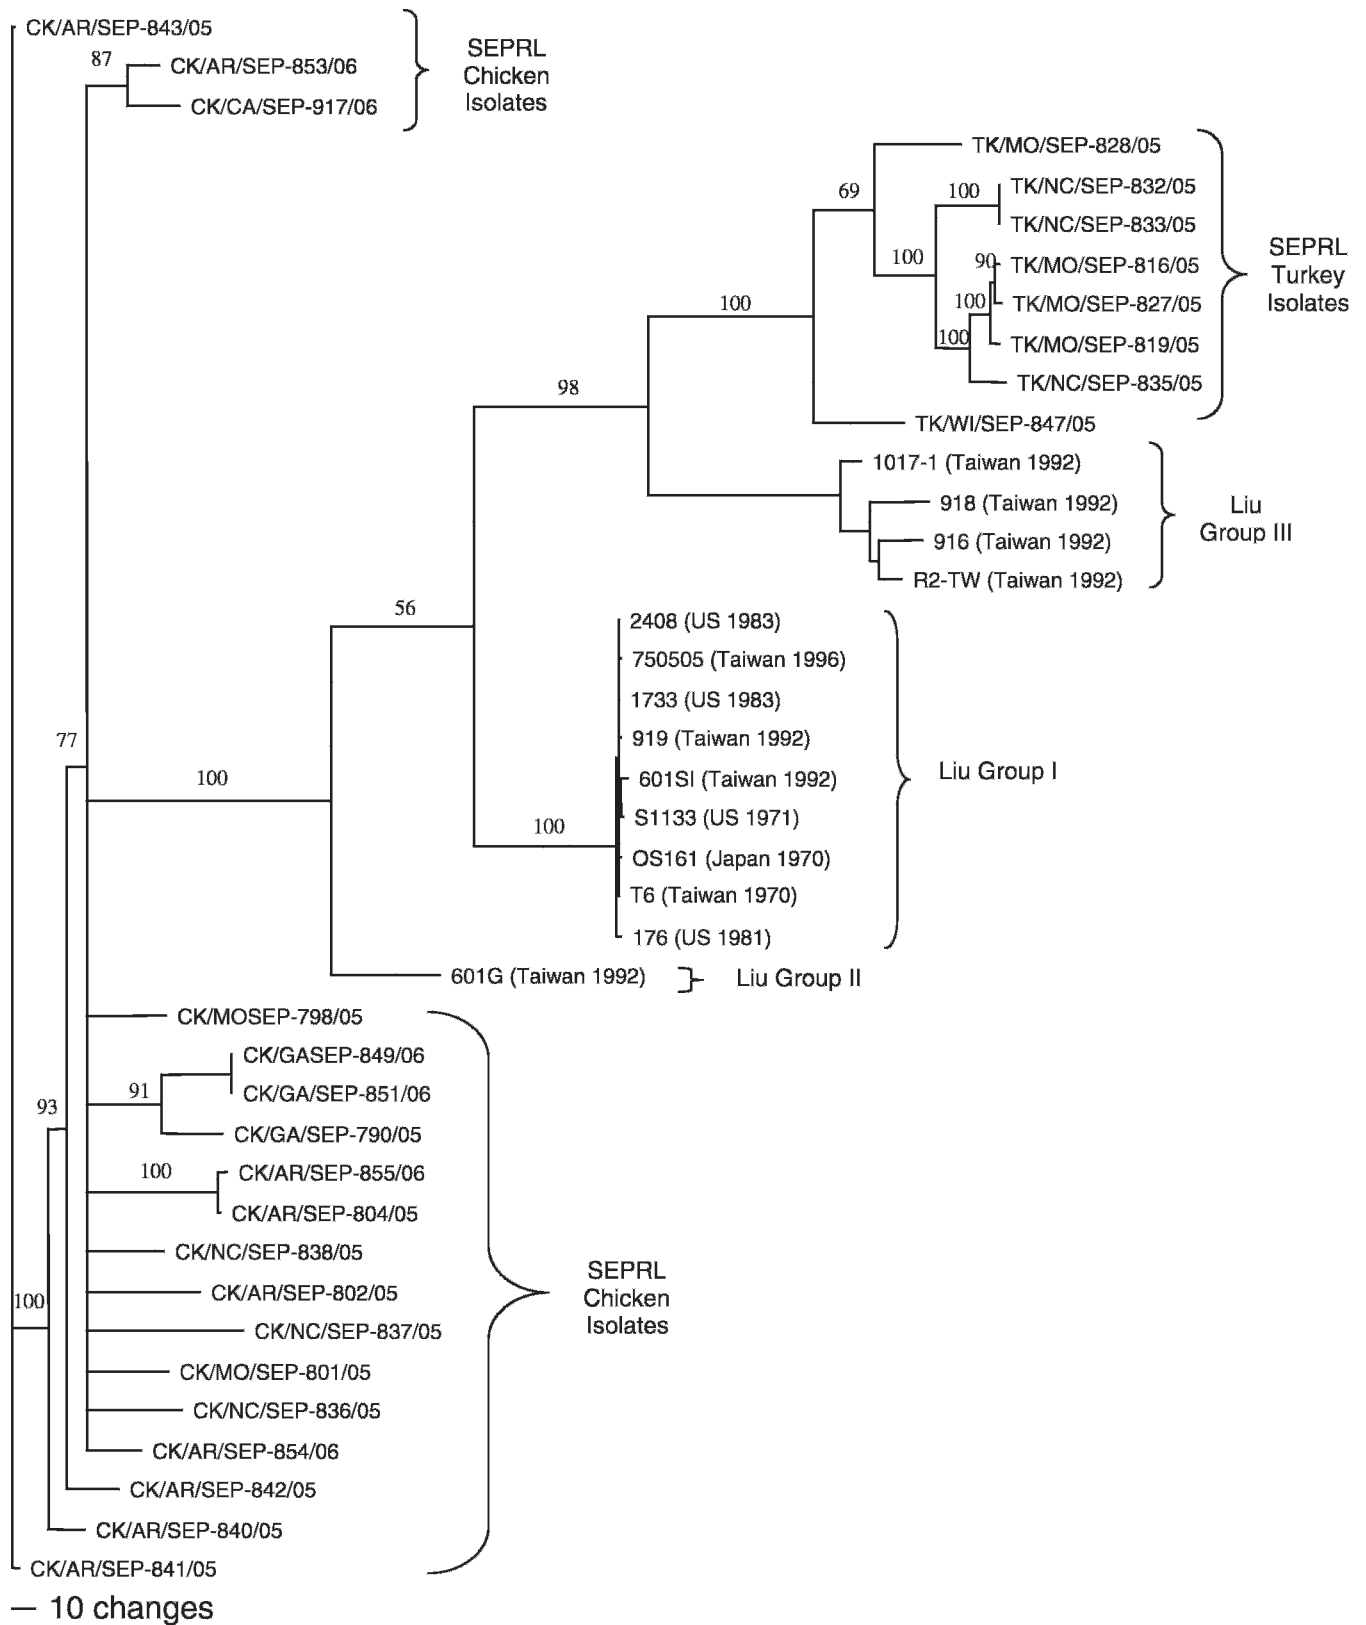 CK/AR/SEP-843/05
87
CK/AR/SEP-853/06
CK/CA/SEP-917/06
SEPRL
Chicken
Isolates
TK/MO/SEP-828/05
69
100
TK/NC/SEP-832/05
TK/NC/SEP-833/05
100
90
TK/MO/SEP-816/05
100
TK/MO/SEP-827/05
100
TK/MO/SEP-819/05
TK/NC/SEP-835/05
SEPRL
Turkey
Isolates
100
98
TK/WI/SEP-847/05
1017-1 (Taiwan 1992)
918 (Taiwan 1992)
916 (Taiwan 1992)
R2-TW (Taiwan 1992)
Liu
Group III
56
2408 (US 1983)
750505 (Taiwan 1996)
1733 (US 1983)
919 (Taiwan 1992)
601SI (Taiwan 1992)
S1133 (US 1971)
OS161 (Japan 1970)
T6 (Taiwan 1970)
176 (US 1981)
Liu Group I
77
100
100
601G (Taiwan 1992)
Liu Group II
CK/MOSEP-798/05
CK/GASEP-849/06
91
CK/GA/SEP-851/06
93
CK/GA/SEP-790/05
100
CK/AR/SEP-855/06
CK/AR/SEP-804/05
CK/NC/SEP-838/05
CK/AR/SEP-802/05
100
CK/NC/SEP-837/05
CK/MO/SEP-801/05
CK/NC/SEP-836/05
CK/AR/SEP-854/06
CK/AR/SEP-842/05
CK/AR/SEP-840/05
CK/AR/SEP-841/05
SEPRL
Chicken
Isolates
10 changes